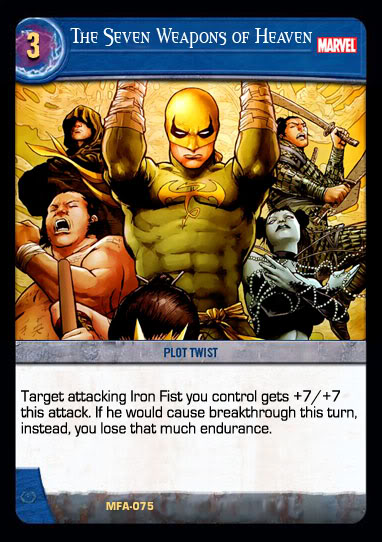 3
The Seven Weapons of Heaven
MARVEL
PLOT TWIST
Target attacking Iron Fist you control gets +7/+7
this attack. If he would cause breakthrough this turn,
instead, you lose that much endurance.
MFA-075